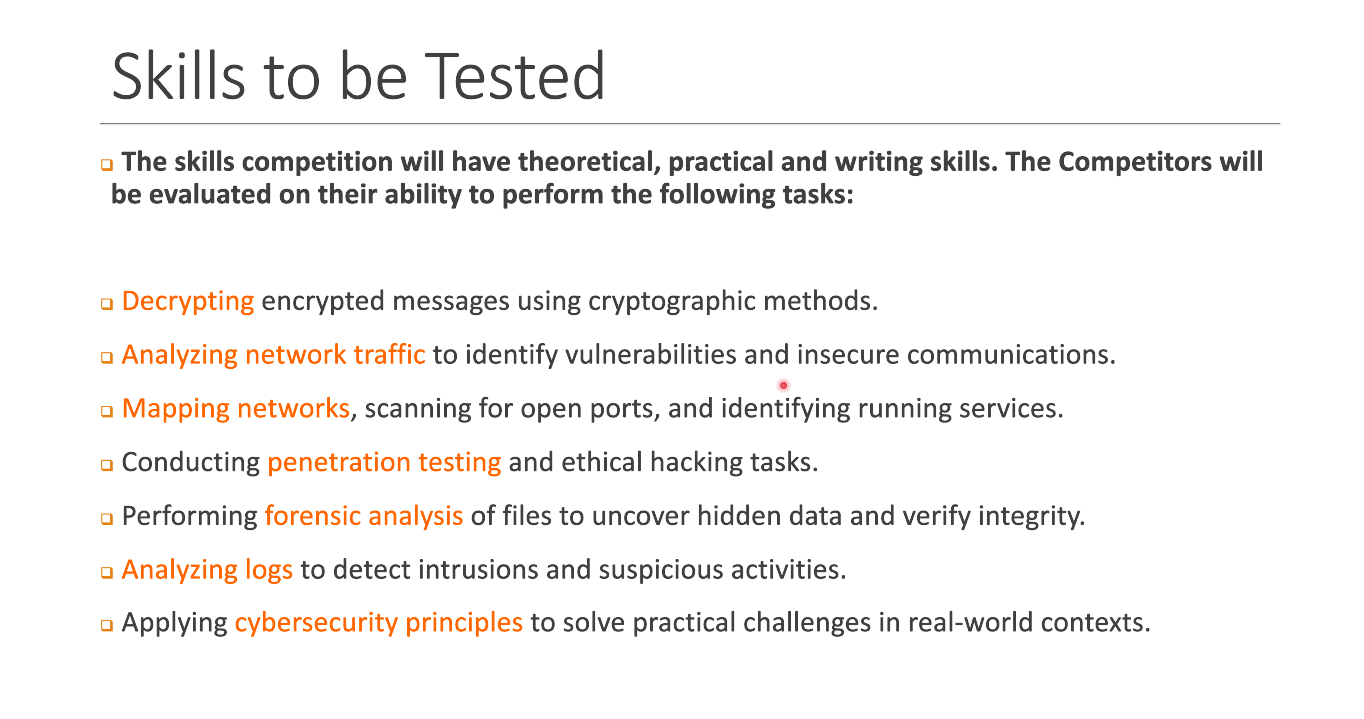 Skills to be Tested
❑ The skills competition will have theoretical, practical and writing skills. The Competitors will
be evaluated on their ability to perform the following tasks:
❑ Decrypting encrypted messages using cryptographic methods.
❑ Analyzing network traffic to identify vulnerabilities and insecure communications.
❑ Mapping networks, scanning for open ports, and identifying running services.
❑ Conducting penetration testing and ethical hacking tasks.
❑ Performing forensic analysis of files to uncover hidden data and verify integrity.
❑ Analyzing logs to detect intrusions and suspicious activities.
❑ Applying cybersecurity principles to solve practical challenges in real-world contexts.